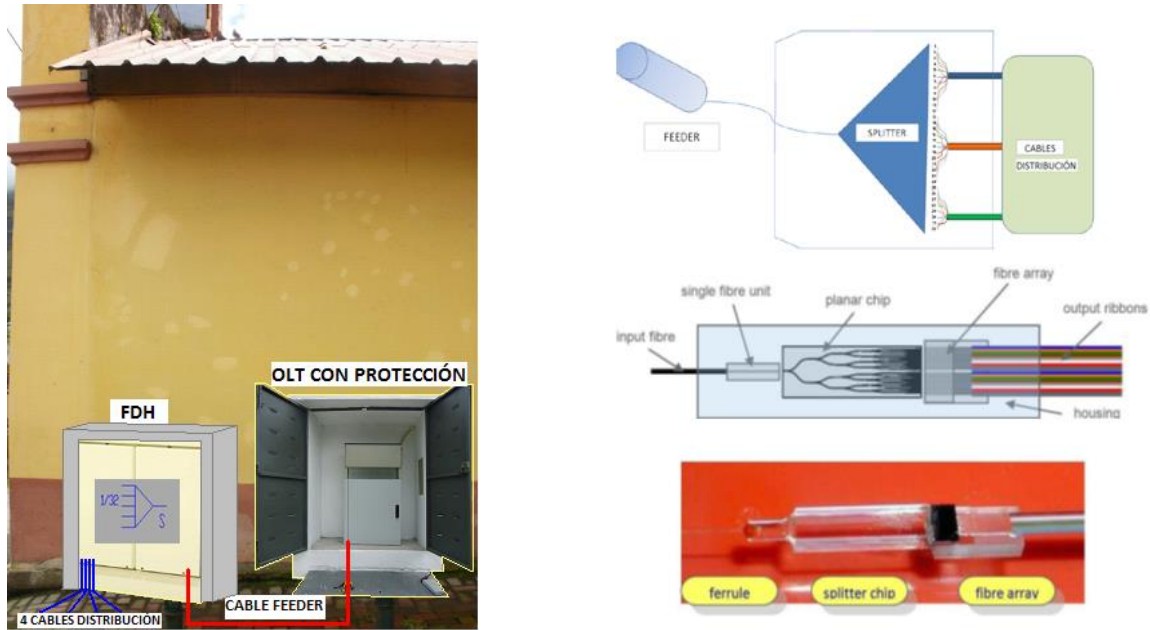 OLT CON PROTECCIÓN
FDH
1/32
S
CABLE FEEDER
4 CABLES DISTRIBUCIÓN
FEEDER
SPLITTER
CABLES
DISTRIBUCIÓN
fibre array
single fibre unit
planar chip
output ribbons
input fibre
housing
ferrule
splitter chip
fibre array